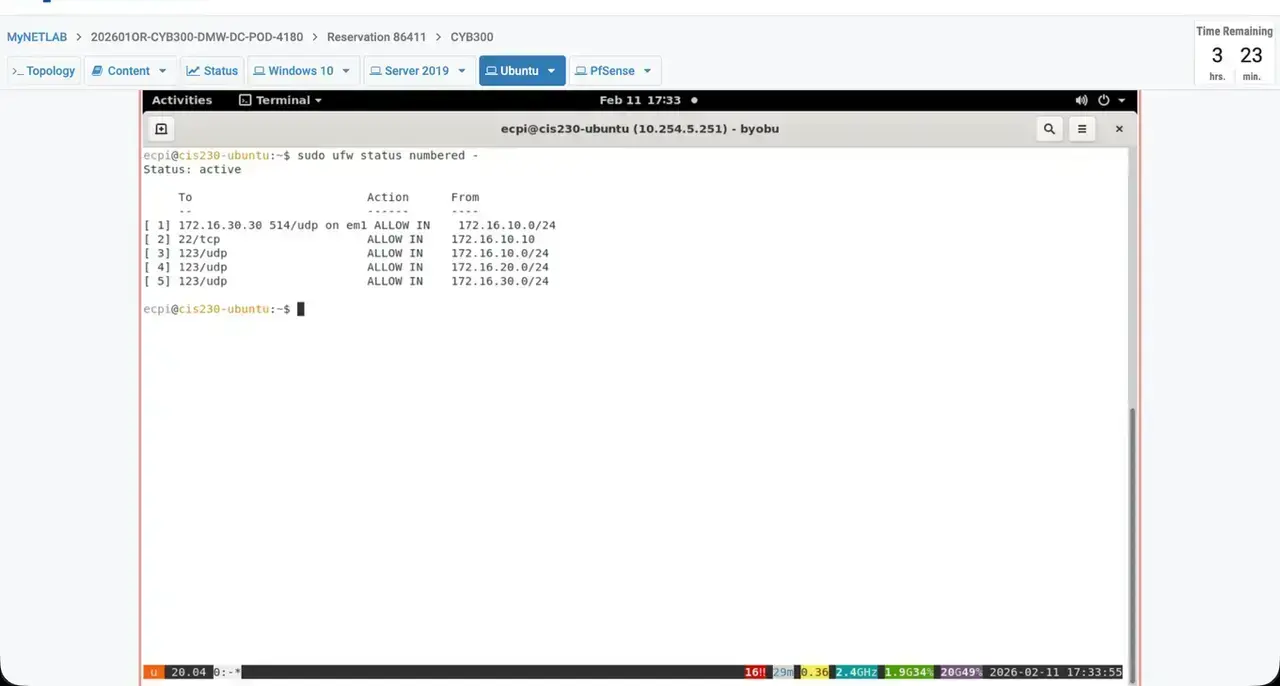 MyNETLAB > 202601OR-CYB300-DMW-DC-POD-4180 > Reservation 86411 > CYB300
Time Remaining
3 23
hrs. min.
>_ Topology Content Status Windows 10 Server 2019 Ubuntu PfSense
Activities Terminal Feb 11 17:33
ecpi@cis230-ubuntu (10.254.5.251) - byobu
ecpi@cis230-ubuntu:~$ sudo ufw status numbered -
Status: active
To Action From
-- ------ ----
[ 1] 172.16.30.30 514/udp on em1 ALLOW IN 172.16.10.0/24
[ 2] 22/tcp ALLOW IN 172.16.10.10
[ 3] 123/udp ALLOW IN 172.16.10.0/24
[ 4] 123/udp ALLOW IN 172.16.20.0/24
[ 5] 123/udp ALLOW IN 172.16.30.0/24
ecpi@cis230-ubuntu:~$
u 20.04 0:-* 16!! 29m 0.36 2.4GHz 1.9G34% 20G49% 2026-02-11 17:33:55